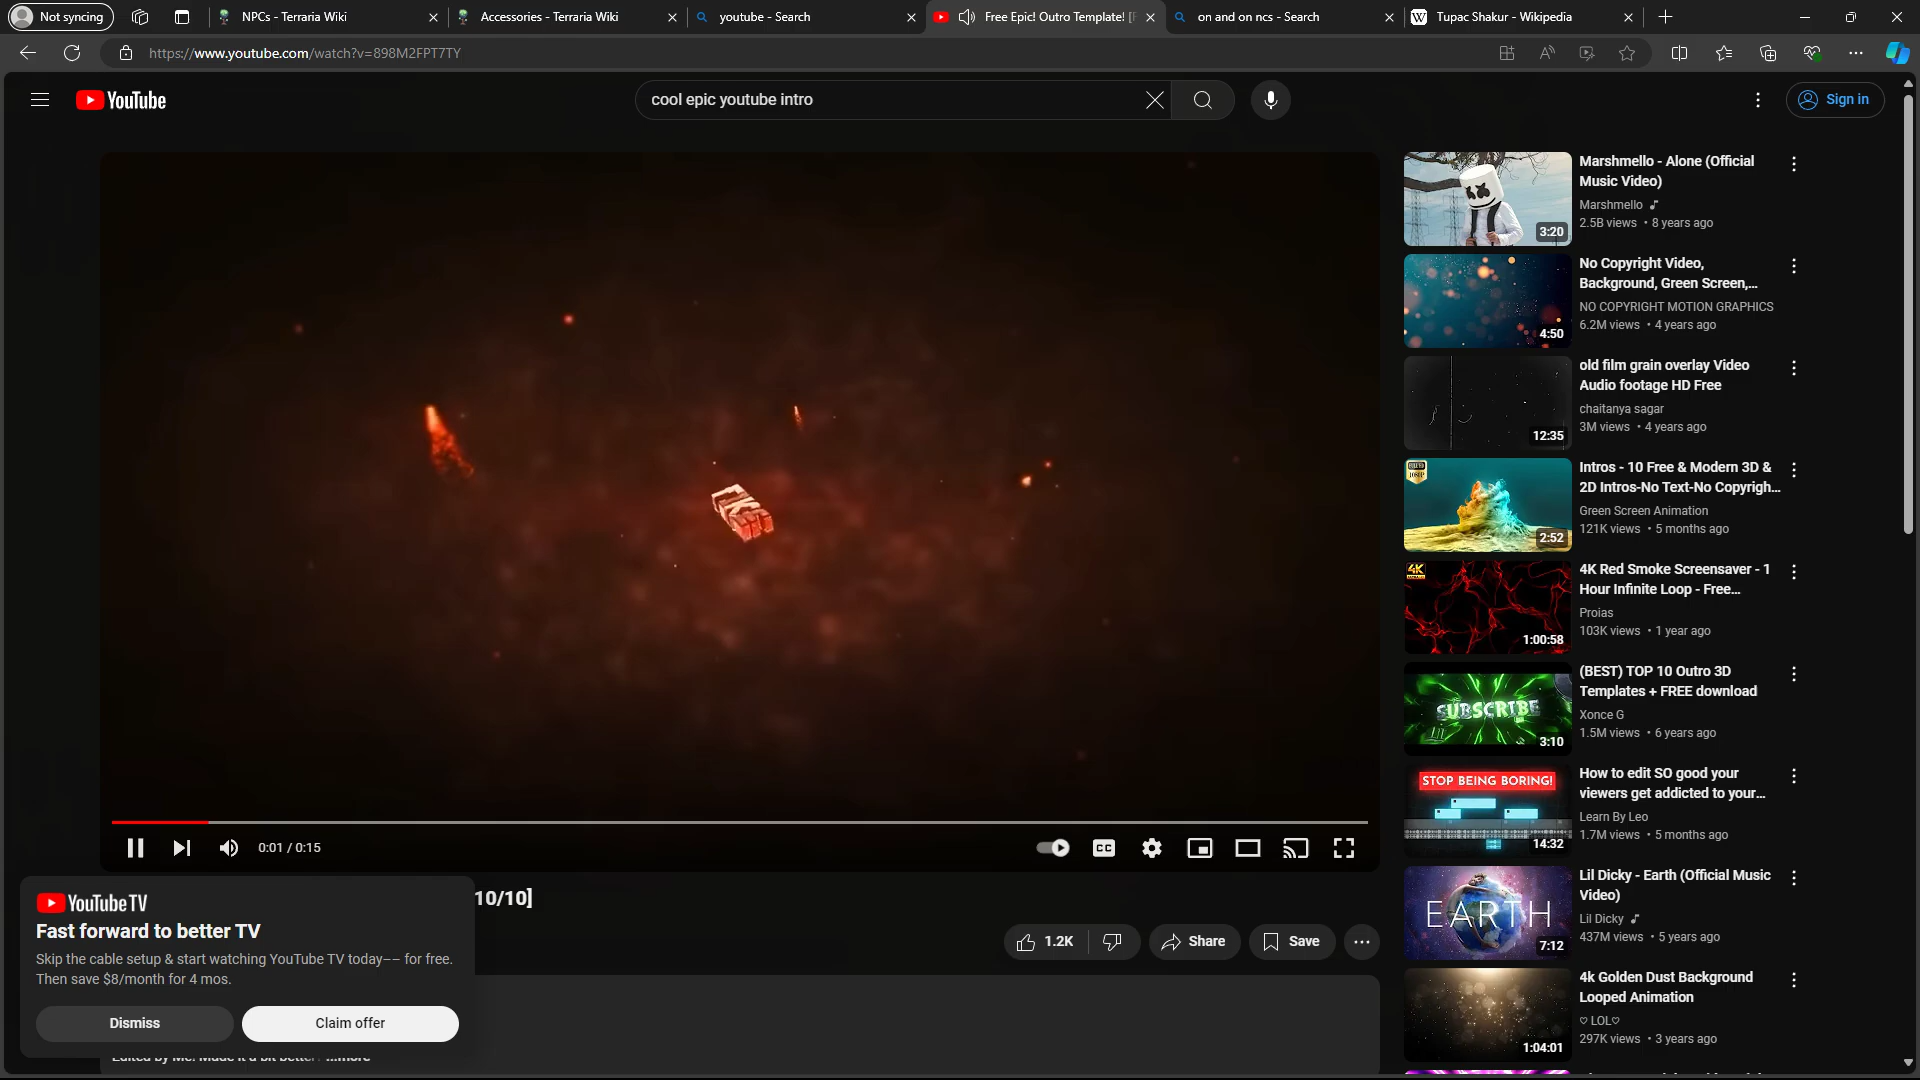 Not syncing
NPCs - Terraria Wiki
Accessories - Terraria Wiki
youtube - Search
Free Epic! Outro Template!
on and on ncs - Search
Tupac Shakur - Wikipedia
https://www.youtube.com/watch?v=898M2FPT7TY
YouTube
cool epic youtube intro
Sign in
Marshmello - Alone (Official
Music Video)
Marshmello
2.5B views • 8 years ago
3:20
No Copyright Video,
Background, Green Screen,...
NO COPYRIGHT MOTION GRAPHICS
6.2M views • 4 years ago
4:50
old film grain overlay Video
Audio footage HD Free
chaitanya sagar
3M views • 4 years ago
12:35
Intros - 10 Free & Modern 3D &
2D Intros-No Text-No Copyrigh...
Green Screen Animation
121K views • 5 months ago
2:52
4K
4K Red Smoke Screensaver - 1
Hour Infinite Loop - Free...
Proias
103K views • 1 year ago
1:00:58
(BEST) TOP 10 Outro 3D
Templates + FREE download
Xonce G
1.5M views • 6 years ago
SUBSCRIBE
3:10
STOP BEING BORING!
How to edit SO good your
viewers get addicted to your...
Learn By Leo
1.7M views • 5 months ago
14:32
Lil Dicky - Earth (Official Music
Video)
Lil Dicky
437M views • 5 years ago
EARTH
7:12
4k Golden Dust Background
Looped Animation
♡ LOL♡
297K views • 3 years ago
1:04:01
0:01 / 0:15
CC
10/10]
1.2K
Share
Save
YouTube TV
Fast forward to better TV
Skip the cable setup & start watching YouTube TV today-- for free.
Then save $8/month for 4 mos.
Dismiss
Claim offer
...more